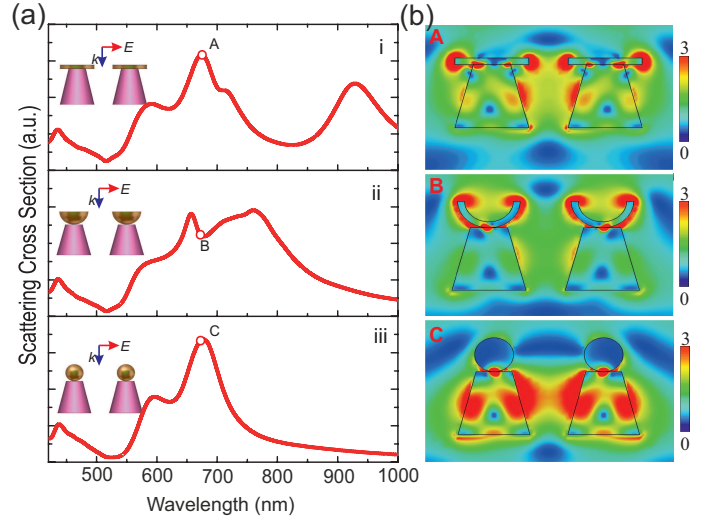 (a)
(b)
k E
A
i
A
3
0
k E
ii
B
B
3
0
k E
iii
C
C
3
0
Scattering Cross Section (a.u.)
500 600 700 800 900 1000
Wavelength (nm)